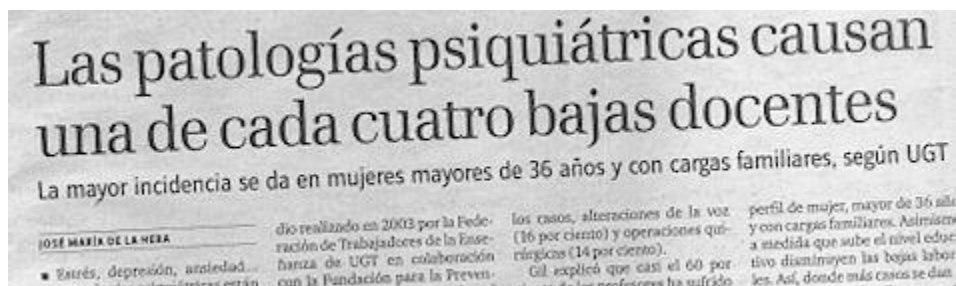 Las patologías psiquiátricas causan
una de cada cuatro bajas docentes
La mayor incidencia se da en mujeres mayores de 36 años y con cargas familiares, según UGT
JOSÉ MARÍA DE LA HERA
■ Estrés, depresión, ansiedad...
dio realizado en 2003 por la Fede-
ración de Trabajadores de la Ense-
ñanza de UGT en colaboración
con la Fundación para la Preven-
los casos, alteraciones de la voz
(16 por ciento) y operaciones qui-
rúrgicas (14 por ciento).
Gil explicó que casi el 60 por
profesores ha sufrido
perfil de mujer, mayor de 36 años
y con cargas familiares. Asimismo
a medida que sube el nivel educ
tivo disminuyen las bajas labor
les. Así, donde más casos se dan